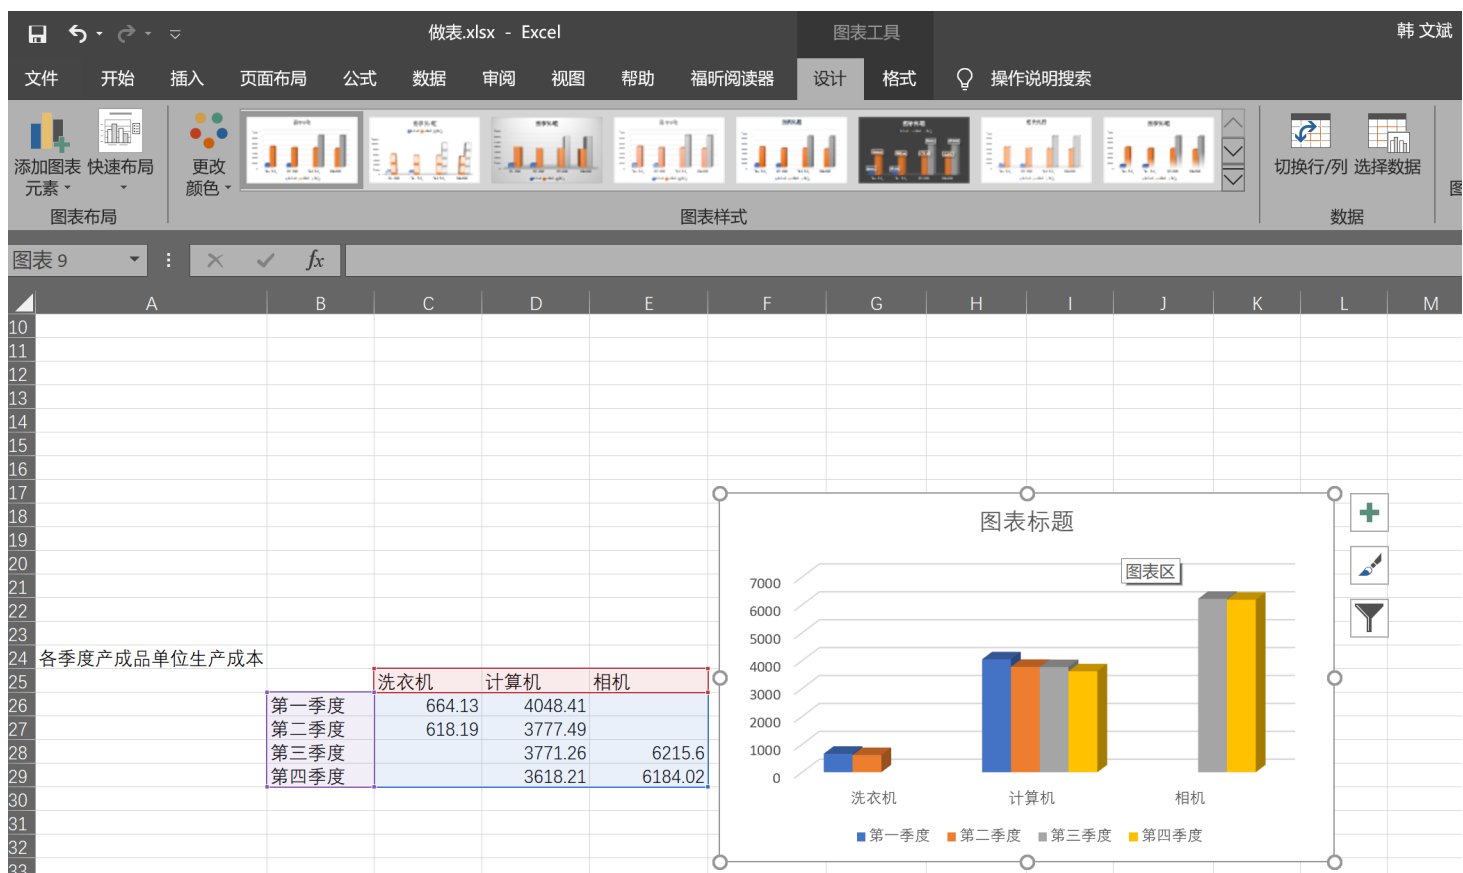 做表.xlsx - Excel
图表工具
韩 文斌
文件 开始 插入 页面布局 公式 数据 审阅 视图 帮助 福昕阅读器 设计 格式 操作说明搜索
添加图表 快速布局 更改 切换行/列 选择数据
元素 颜色
图表布局 图表样式 数据
图表 9 fx
A B C D E F G H I J K L M
10
11
12
13
14
15
16
17
18 图表标题
19
20 图表区
21 7000
22 6000
23 5000
24 各季度产成品单位生产成本 4000
25 洗衣机 计算机 相机
26 第一季度 664.13 4048.41 3000
27 第二季度 618.19 3777.49 2000
28 第三季度 3771.26 6215.6 1000
29 第四季度 3618.21 6184.02 0
30 洗衣机 计算机 相机
31 第一季度 第二季度 第三季度 第四季度
32
33